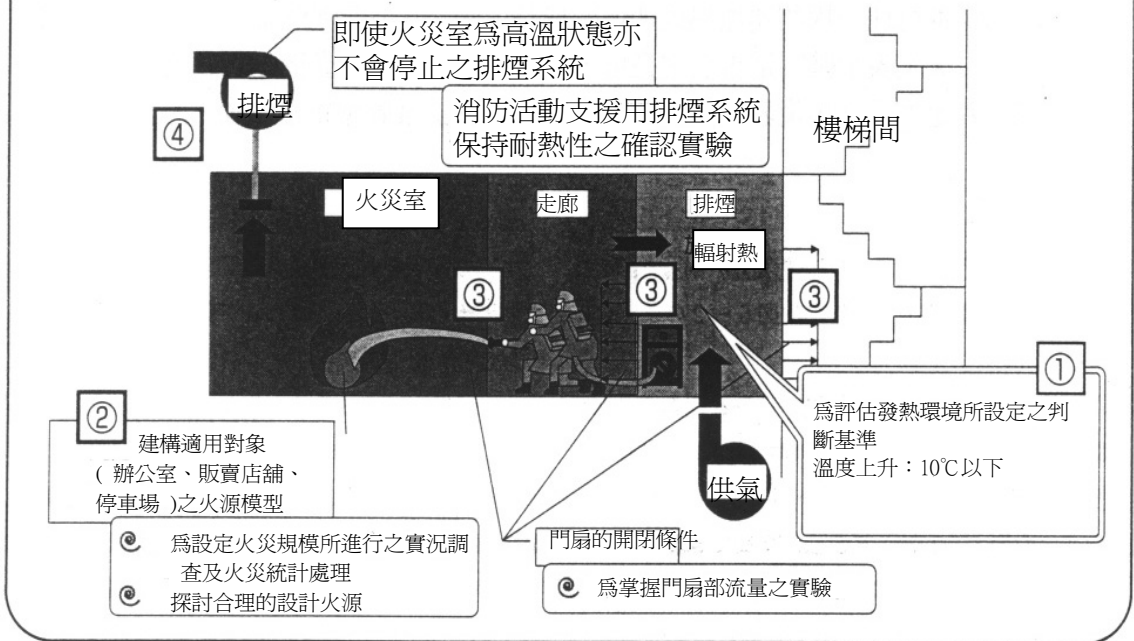 即使火災室爲高溫狀態亦
不會停止之排煙系統
排煙
④
消防活動支援用排煙系統
保持耐熱性之確認實驗
樓梯間
火災室
走廊
排煙
輻射熱
③
③
③
①
爲評估發熱環境所設定之判
斷基準
溫度上升：10℃以下
供氣
②
建構適用對象
( 辦公室、販賣店舖、
停車場 )之火源模型
爲設定火災規模所進行之實況調
查及火災統計處理
探討合理的設計火源
門扇的開閉條件
爲掌握門扇部流量之實驗